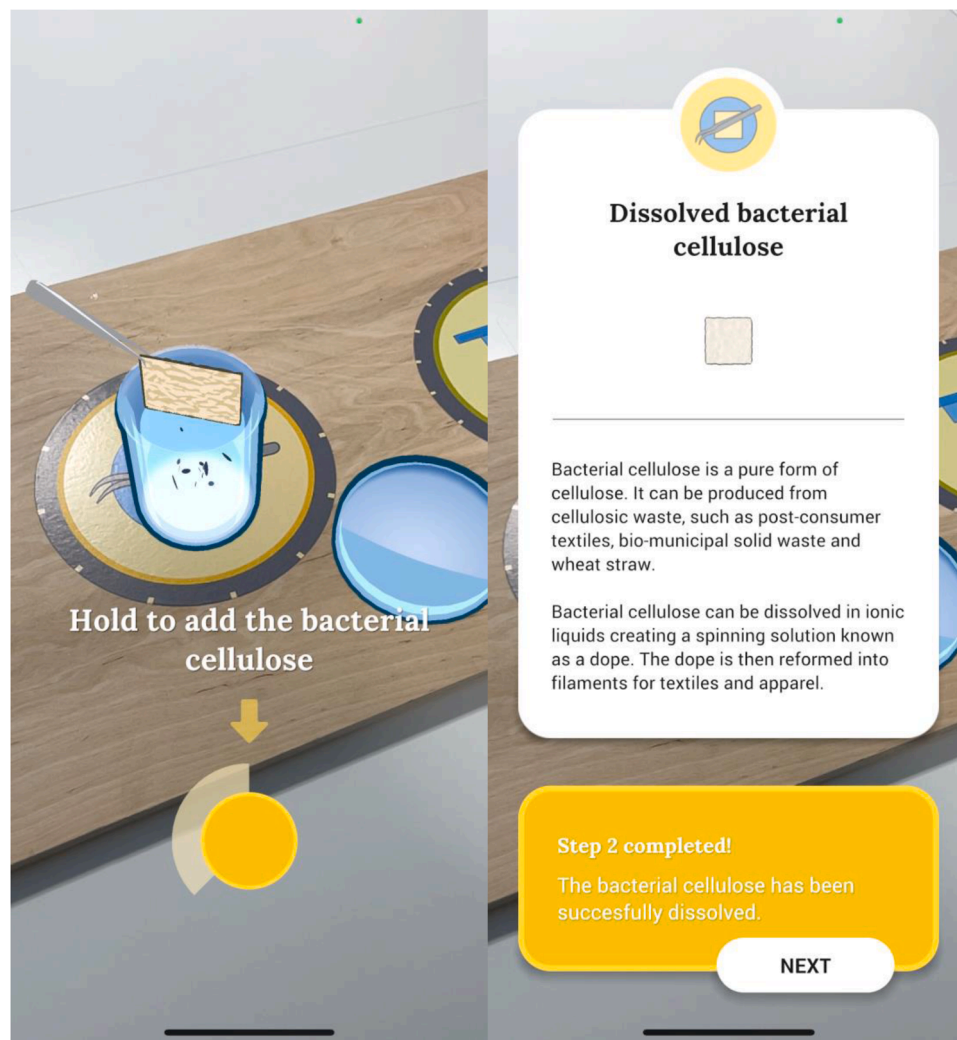 Hold to add the bacterial
cellulose
Dissolved bacterial
cellulose
Bacterial cellulose is a pure form of
cellulose. It can be produced from
cellulosic waste, such as post-consumer
textiles, bio-municipal solid waste and
wheat straw.
Bacterial cellulose can be dissolved in ionic
liquids creating a spinning solution known
as a dope. The dope is then reformed into
filaments for textiles and apparel.
Step 2 completed!
The bacterial cellulose has been
succesfully dissolved.
NEXT